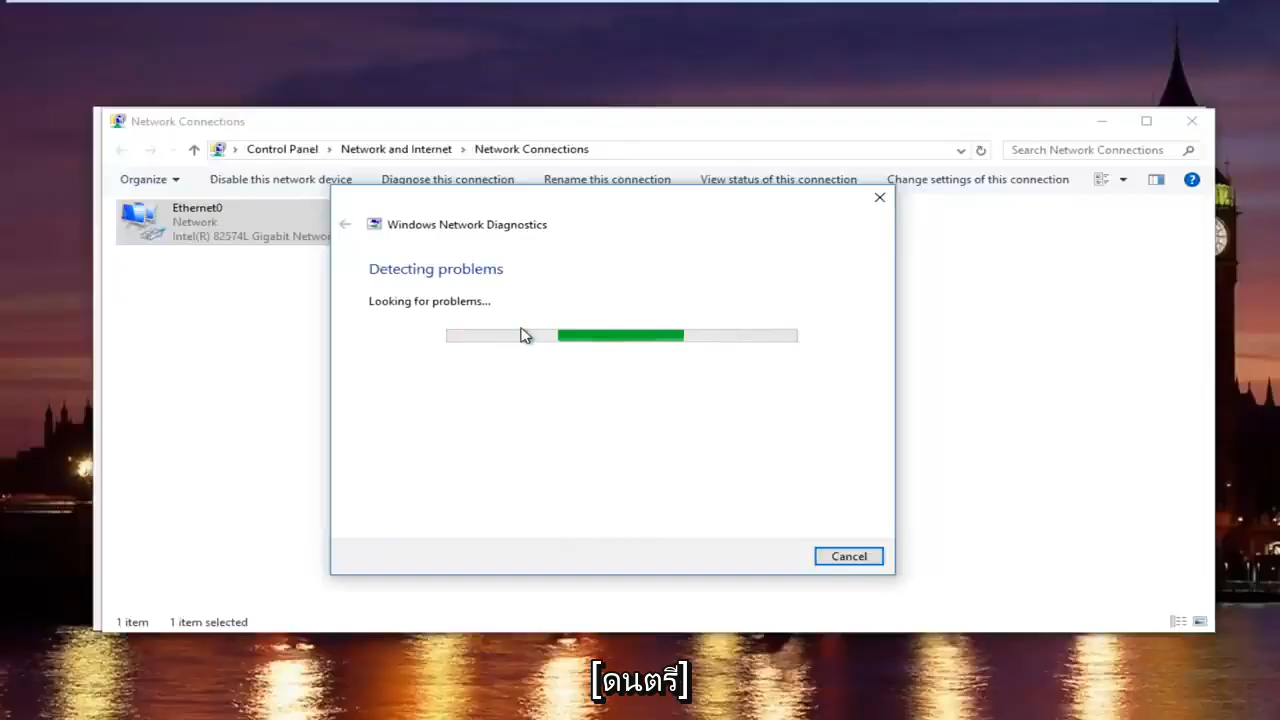 Network Connections
Control Panel > Network and Internet > Network Connections
Search Network Connections
Organize
Disable this network device
Diagnose this connection
Rename this connection
View status of this connection
Change settings of this connection
Ethernet0
Network
Intel(R) 82574L Gigabit Networ
Windows Network Diagnostics
Detecting problems
Looking for problems...
Cancel
1 item
1 item selected
[ดนตรี]